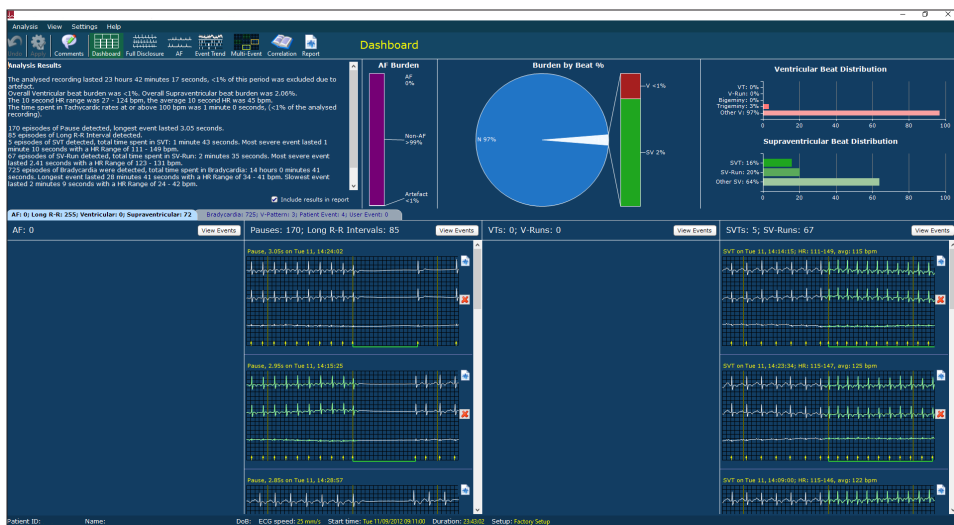 Analysis View Settings Help
Undo Apply Comments Dashboard Full Disclosure AF Event Trend Multi-Event Correlation Report
Dashboard
Analysis Results
The analysed recording lasted 23 hours 42 minutes 17 seconds, <1% of this period was excluded due to
artefact.
Overall Ventricular beat burden was <1%. Overall Supraventricular beat burden was 2.06%.
The 10 second HR range was 27 - 124 bpm, the average 10 second HR was 45 bpm.
The time spent in Tachycardic rates at or above 100 bpm was 1 minute 0 seconds, (<1% of the analysed
recording).
170 episodes of Pause detected, longest event lasted 3.05 seconds.
85 episodes of Long R-R Interval detected.
5 episodes of SVT detected, total time spent in SVT: 1 minute 43 seconds. Most severe event lasted 1
minute 10 seconds with a HR Range of 111 - 149 bpm.
67 episodes of SV-Run detected, total time spent in SV-Run: 2 minutes 35 seconds. Most severe event
lasted 2.41 seconds with a HR Range of 123 - 131 bpm.
725 episodes of Bradycardia were detected, total time spent in Bradycardia: 14 hours 0 minutes 41
seconds. Longest event lasted 28 minutes 41 seconds with a HR Range of 34 - 41 bpm. Slowest event
lasted 2 minutes 9 seconds with a HR Range of 24 - 42 bpm.
Include results in report
AF Burden
AF
0%
Non-AF
>99%
Artefact
<1%
Burden by Beat %
N 97%
V <1%
SV 2%
Ventricular Beat Distribution
VT: 0%
V-Run: 0%
Bigeminy: 0%
Trigeminy: 3%
Other V: 97%
0 20 40 60 80 100
Supraventricular Beat Distribution
SVT: 16%
SV-Run: 20%
Other SV: 64%
0 20 40 60 80 100
AF: 0; Long R-R: 255; Ventricular: 0; Supraventricular: 72
Bradycardia: 725; V-Pattern: 3; Patient Event: 4; User Event: 0
AF: 0 View Events
Pauses: 170; Long R-R Intervals: 85 View Events
VTs: 0; V-Runs: 0 View Events
SVTs: 5; SV-Runs: 67 View Events
Pause, 3.05s on Tue 11, 14:24:02
SVT on Tue 11, 14:14:15; HR: 111-149, avg: 115 bpm
Pause, 2.95s on Tue 11, 14:15:25
SVT on Tue 11, 14:23:34; HR: 115-147, avg: 125 bpm
Pause, 2.85s on Tue 11, 14:28:57
SVT on Tue 11, 14:09:00; HR: 115-146, avg: 122 bpm
Patient ID: Name: DoB: ECG speed: 25 mm/s Start time: Tue 11/09/2012 09:11:00 Duration: 23:43:02 Setup: Factory Setup